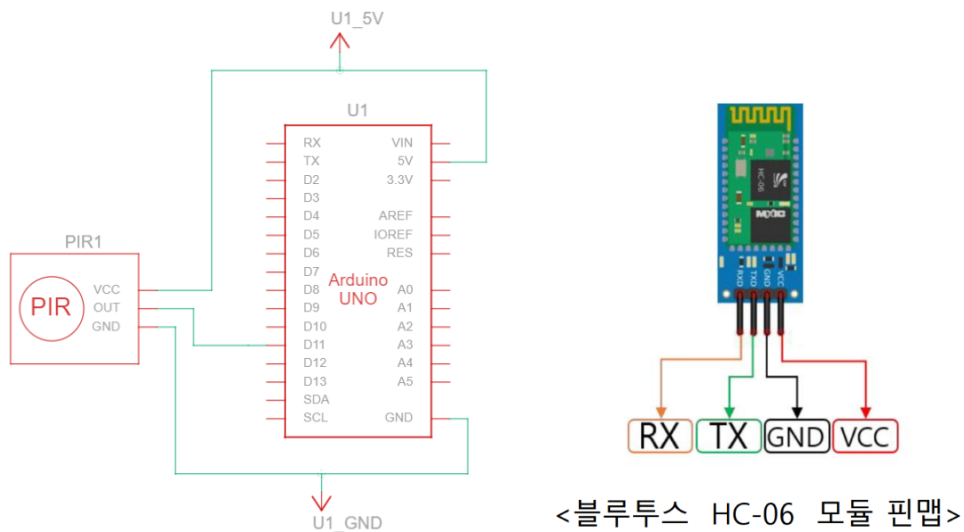 U1_5V
U1
RX
TX
D2
D3
D4
D5
D6
D7
D8
D9
D10
D11
D12
D13
SDA
SCL
VIN
5V
3.3V
AREF
IOREF
RES
A0
A1
A2
A3
A4
A5
GND
Arduino
UNO
PIR1
PIR
VCC
OUT
GND
U1_GND
HC-06
RXD
TXD
GND
VCC
RX TX GND VCC
<블루투스 HC-06 모듈 핀맵>